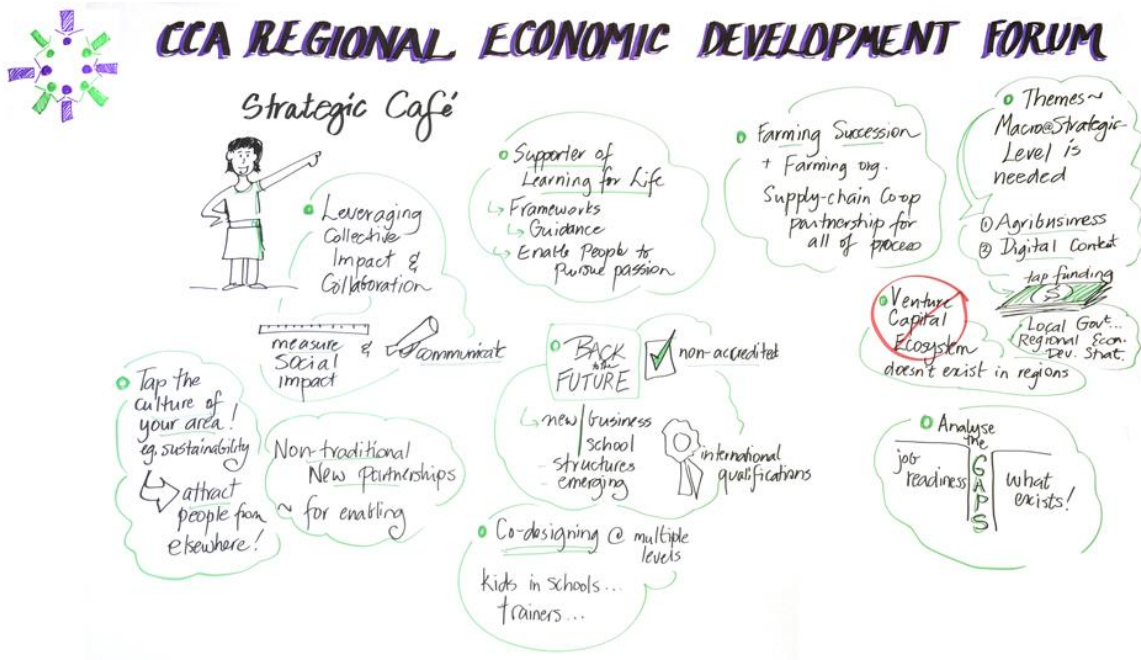 CCA REGIONAL ECONOMIC DEVELOPMENT FORUM
Strategic Café
Leveraging
Collective
Impact &
Collaboration
measure
Social
impact
&
communicate
Tap the
culture of
your area!
eg. sustainability
attract
people from
elsewhere!
Non-traditional
New Partnerships
~ for enabling
Supporter of
Learning for Life
Frameworks
Guidance
Enable People to
Pursue passion
BACK
to the
FUTURE
non-accredited
new/business
school
- structures
emerging
international
qualifications
Co-designing @ multiple
levels
kids in schools...
trainers...
Farming Succession
+ Farming org.
Supply-chain Co-op
partnership for
all of process
Themes~
Macro@Strategic-
Level is
needed
① Agribusiness
② Digital Context
tap funding
$
Local Govt...
Regional Econ.
Dev. Strat.
Venture
Capital
Ecosystem
doesn't exist in regions
Analyse
the
GAPS
job
readiness
what
exists!